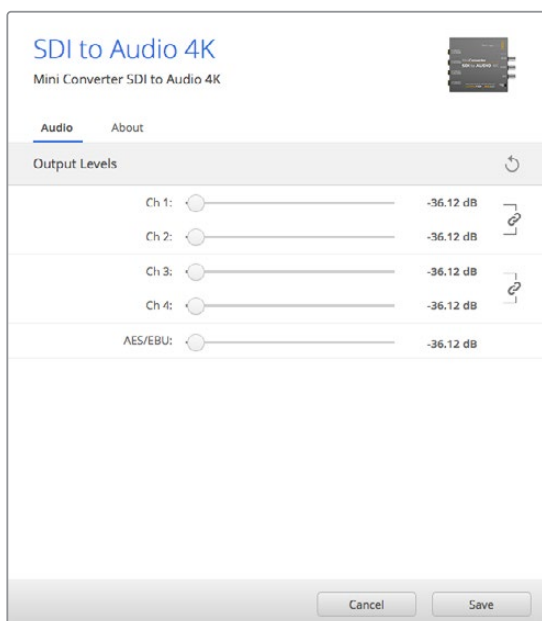 SDI to Audio 4K
Mini Converter SDI to Audio 4K
Audio About
Output Levels
Ch 1: -36.12 dB
Ch 2: -36.12 dB
Ch 3: -36.12 dB
Ch 4: -36.12 dB
AES/EBU: -36.12 dB
Cancel Save